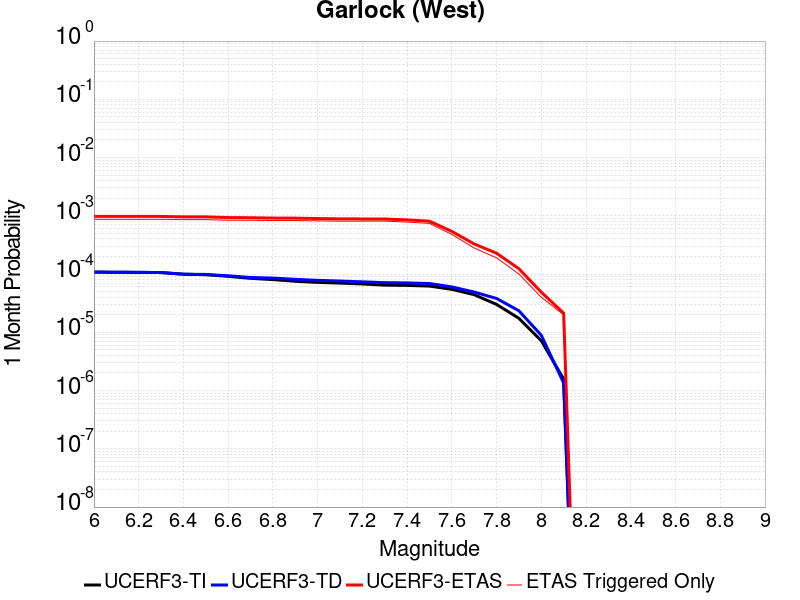 Garlock (West)
10^0
10^-1
10^-2
10^-3
10^-4
10^-5
10^-6
10^-7
10^-8
1 Month Probability
6 6.2 6.4 6.6 6.8 7 7.2 7.4 7.6 7.8 8 8.2 8.4 8.6 8.8 9
Magnitude
UCERF3-TI UCERF3-TD UCERF3-ETAS ETAS Triggered Only